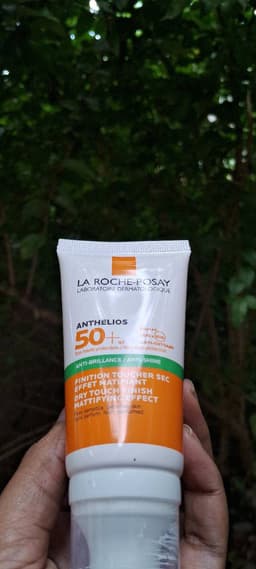 LA ROCHE-POSAY
LABORATOIRE DERMATOLOGIQUE
ANTHELIOS
50+
ANTI-BRILLANCE / ANTI-SHINE
FINITION TOUCHER SEC
EFFET MATIFIANT
DRY TOUCH FINISH
MATTIFYING EFFECT